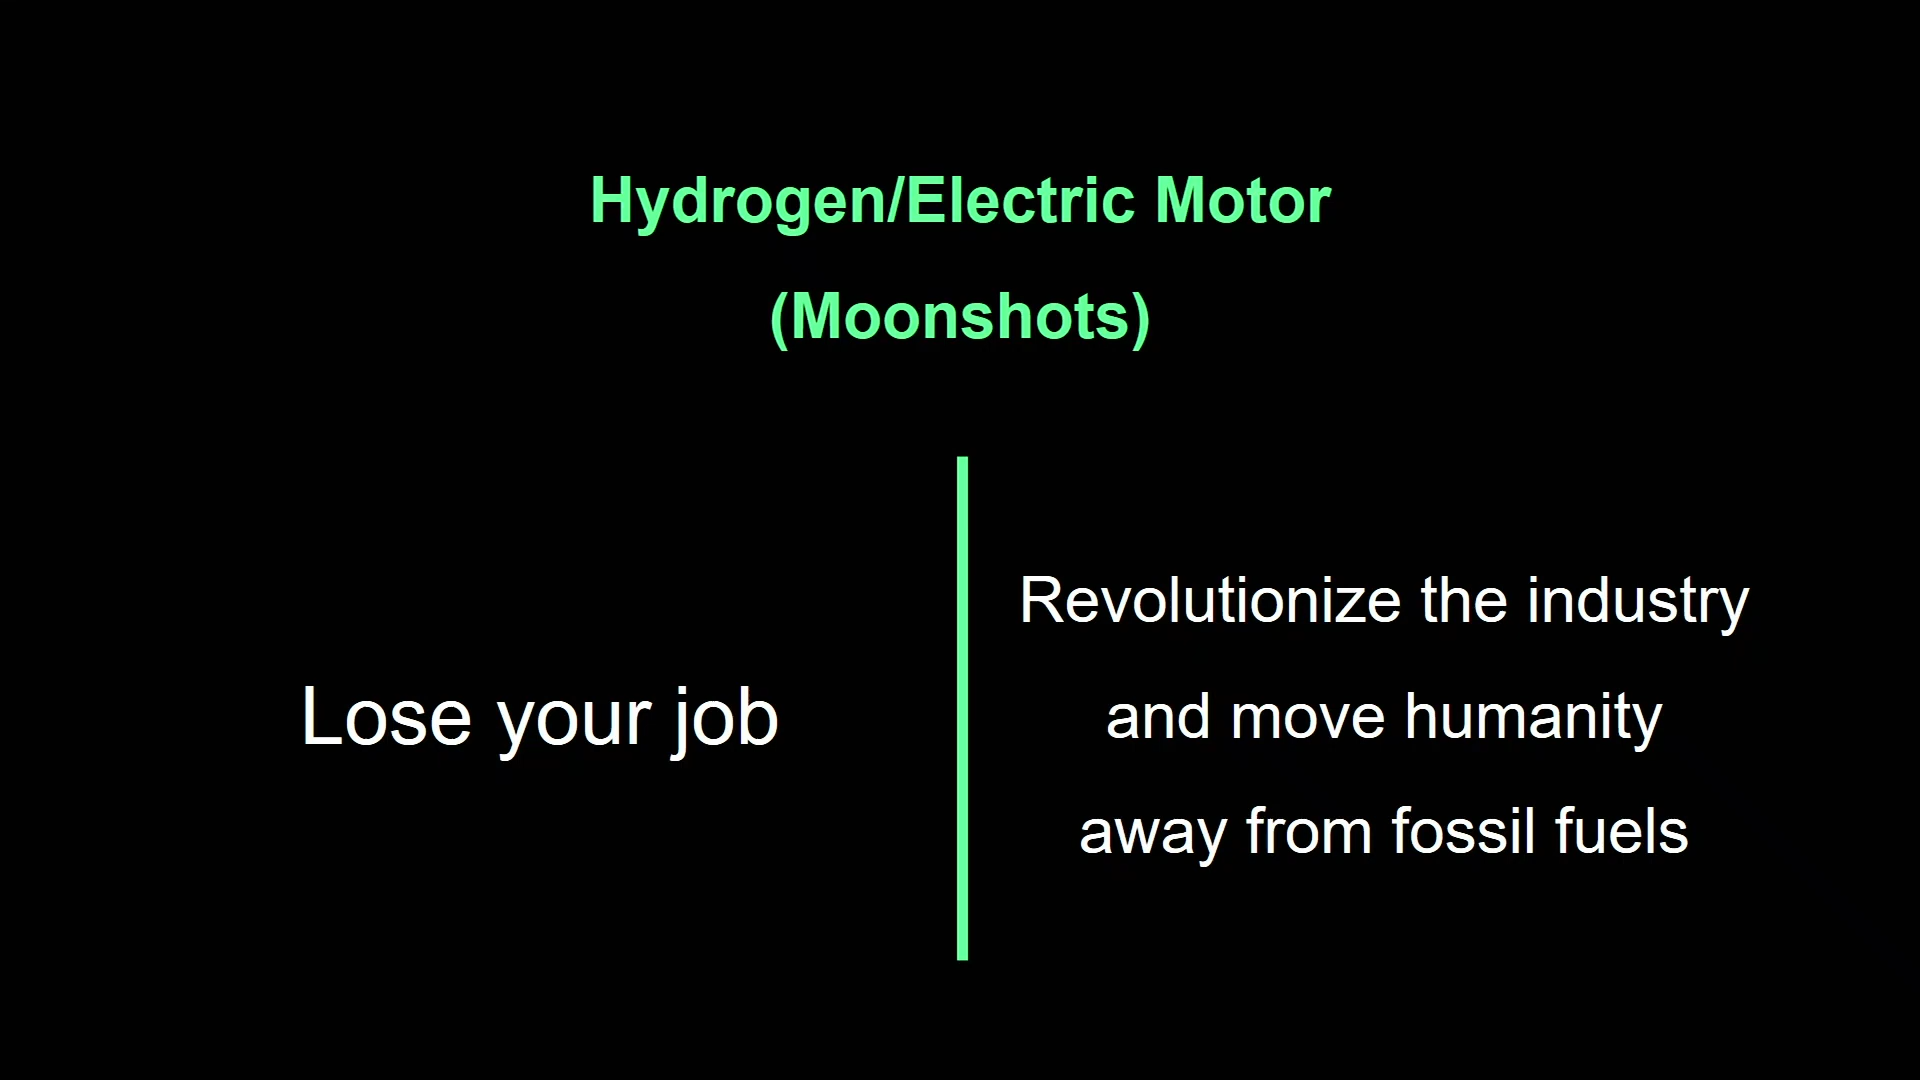 Hydrogen/Electric Motor
(Moonshots)
Lose your job
Revolutionize the industry
and move humanity
away from fossil fuels